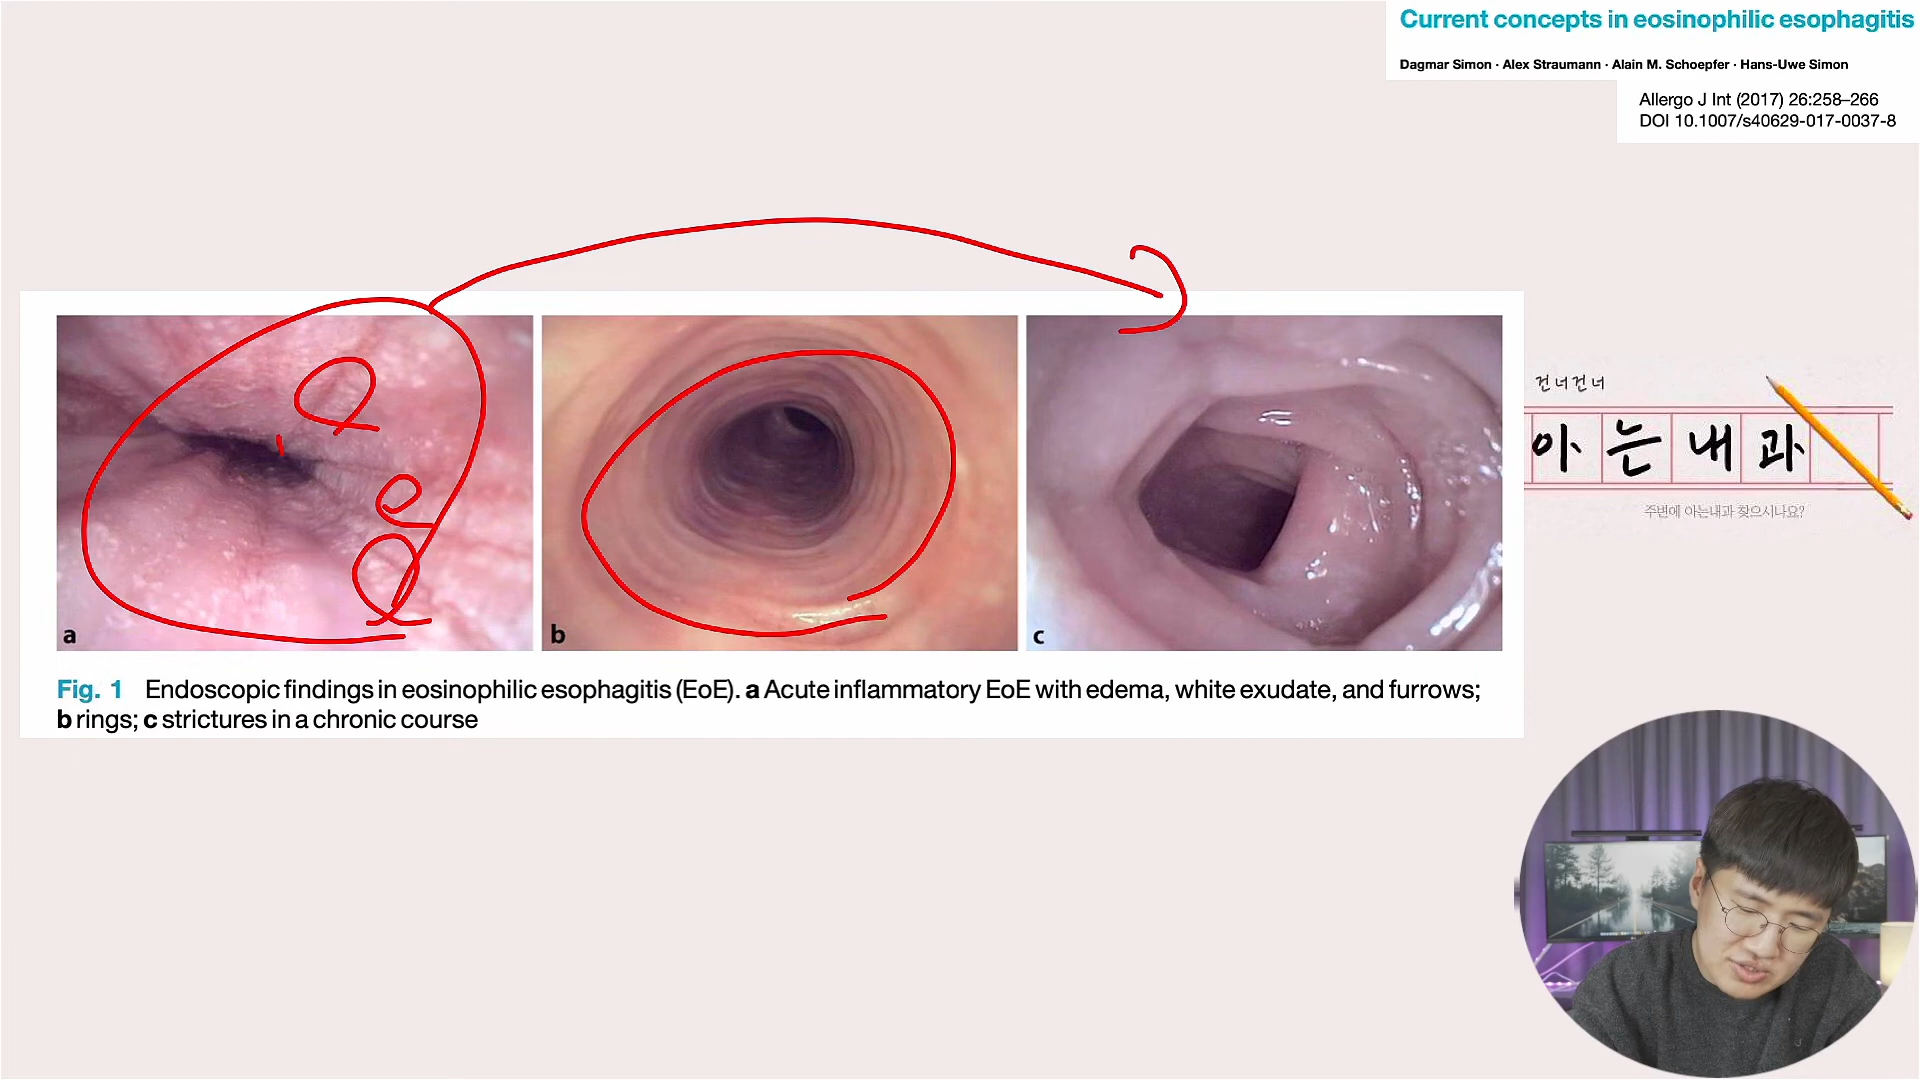 Current concepts in eosinophilic esophagitis
Dagmar Simon · Alex Straumann · Alain M. Schoepfer · Hans-Uwe Simon
Allergo J Int (2017) 26:258–266
DOI 10.1007/s40629-017-0037-8
건너건너
아는내과
주변에 아는내과 찾으시나요?
a
b
c
Fig. 1 Endoscopic findings in eosinophilic esophagitis (EoE). a Acute inflammatory EoE with edema, white exudate, and furrows;
b rings; c strictures in a chronic course